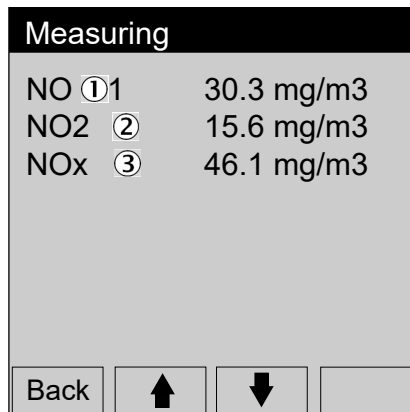 Measuring
NO ①1 30.3 mg/m3
NO2 ② 15.6 mg/m3
NOx ③ 46.1 mg/m3
Back